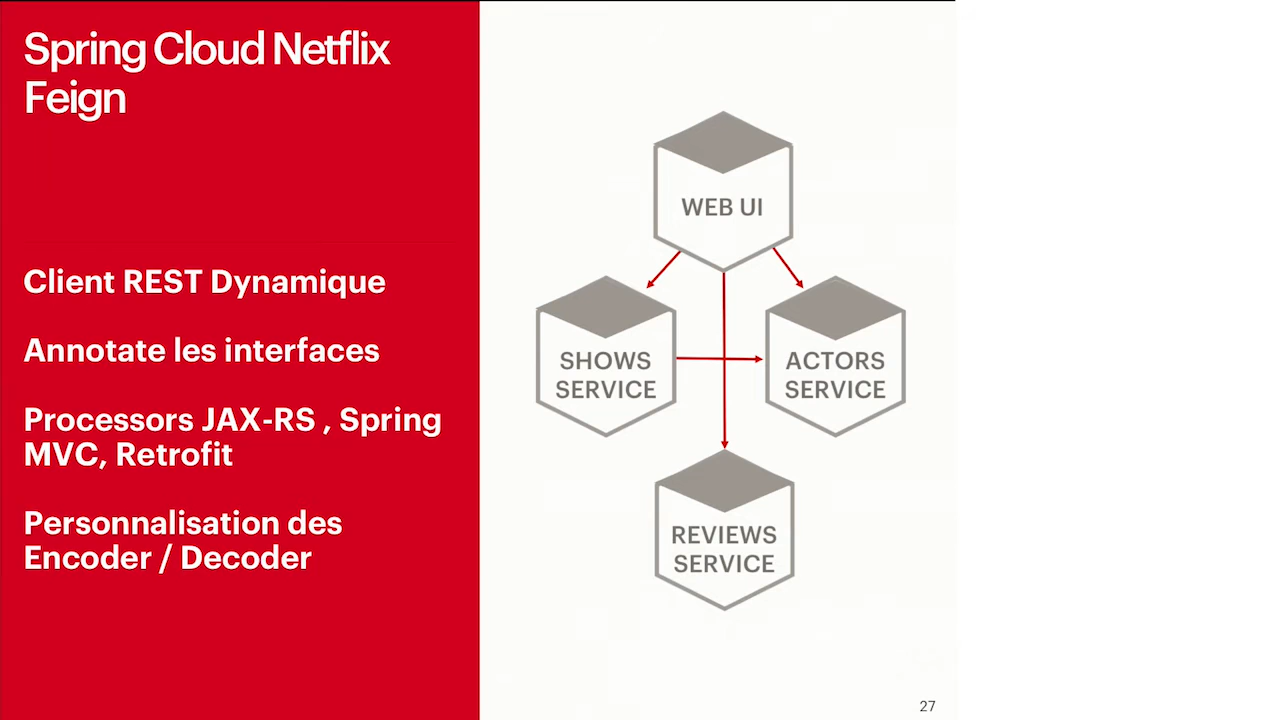 Spring Cloud Netflix
Feign
Client REST Dynamique
Annotate les interfaces
Processors JAX-RS , Spring
MVC, Retrofit
Personnalisation des
Encoder / Decoder
WEB UI
SHOWS
SERVICE
ACTORS
SERVICE
REVIEWS
SERVICE
27